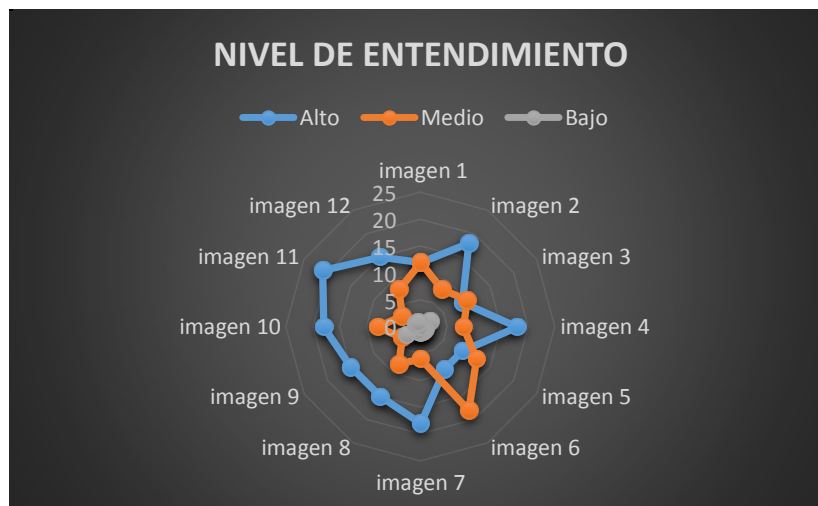 NIVEL DE ENTENDIMIENTO
Alto Medio Bajo
imagen 1
imagen 12 25 imagen 2
20
imagen 11 15 imagen 3
10
5
imagen 10 0 imagen 4
imagen 9 imagen 5
imagen 8 imagen 6
imagen 7